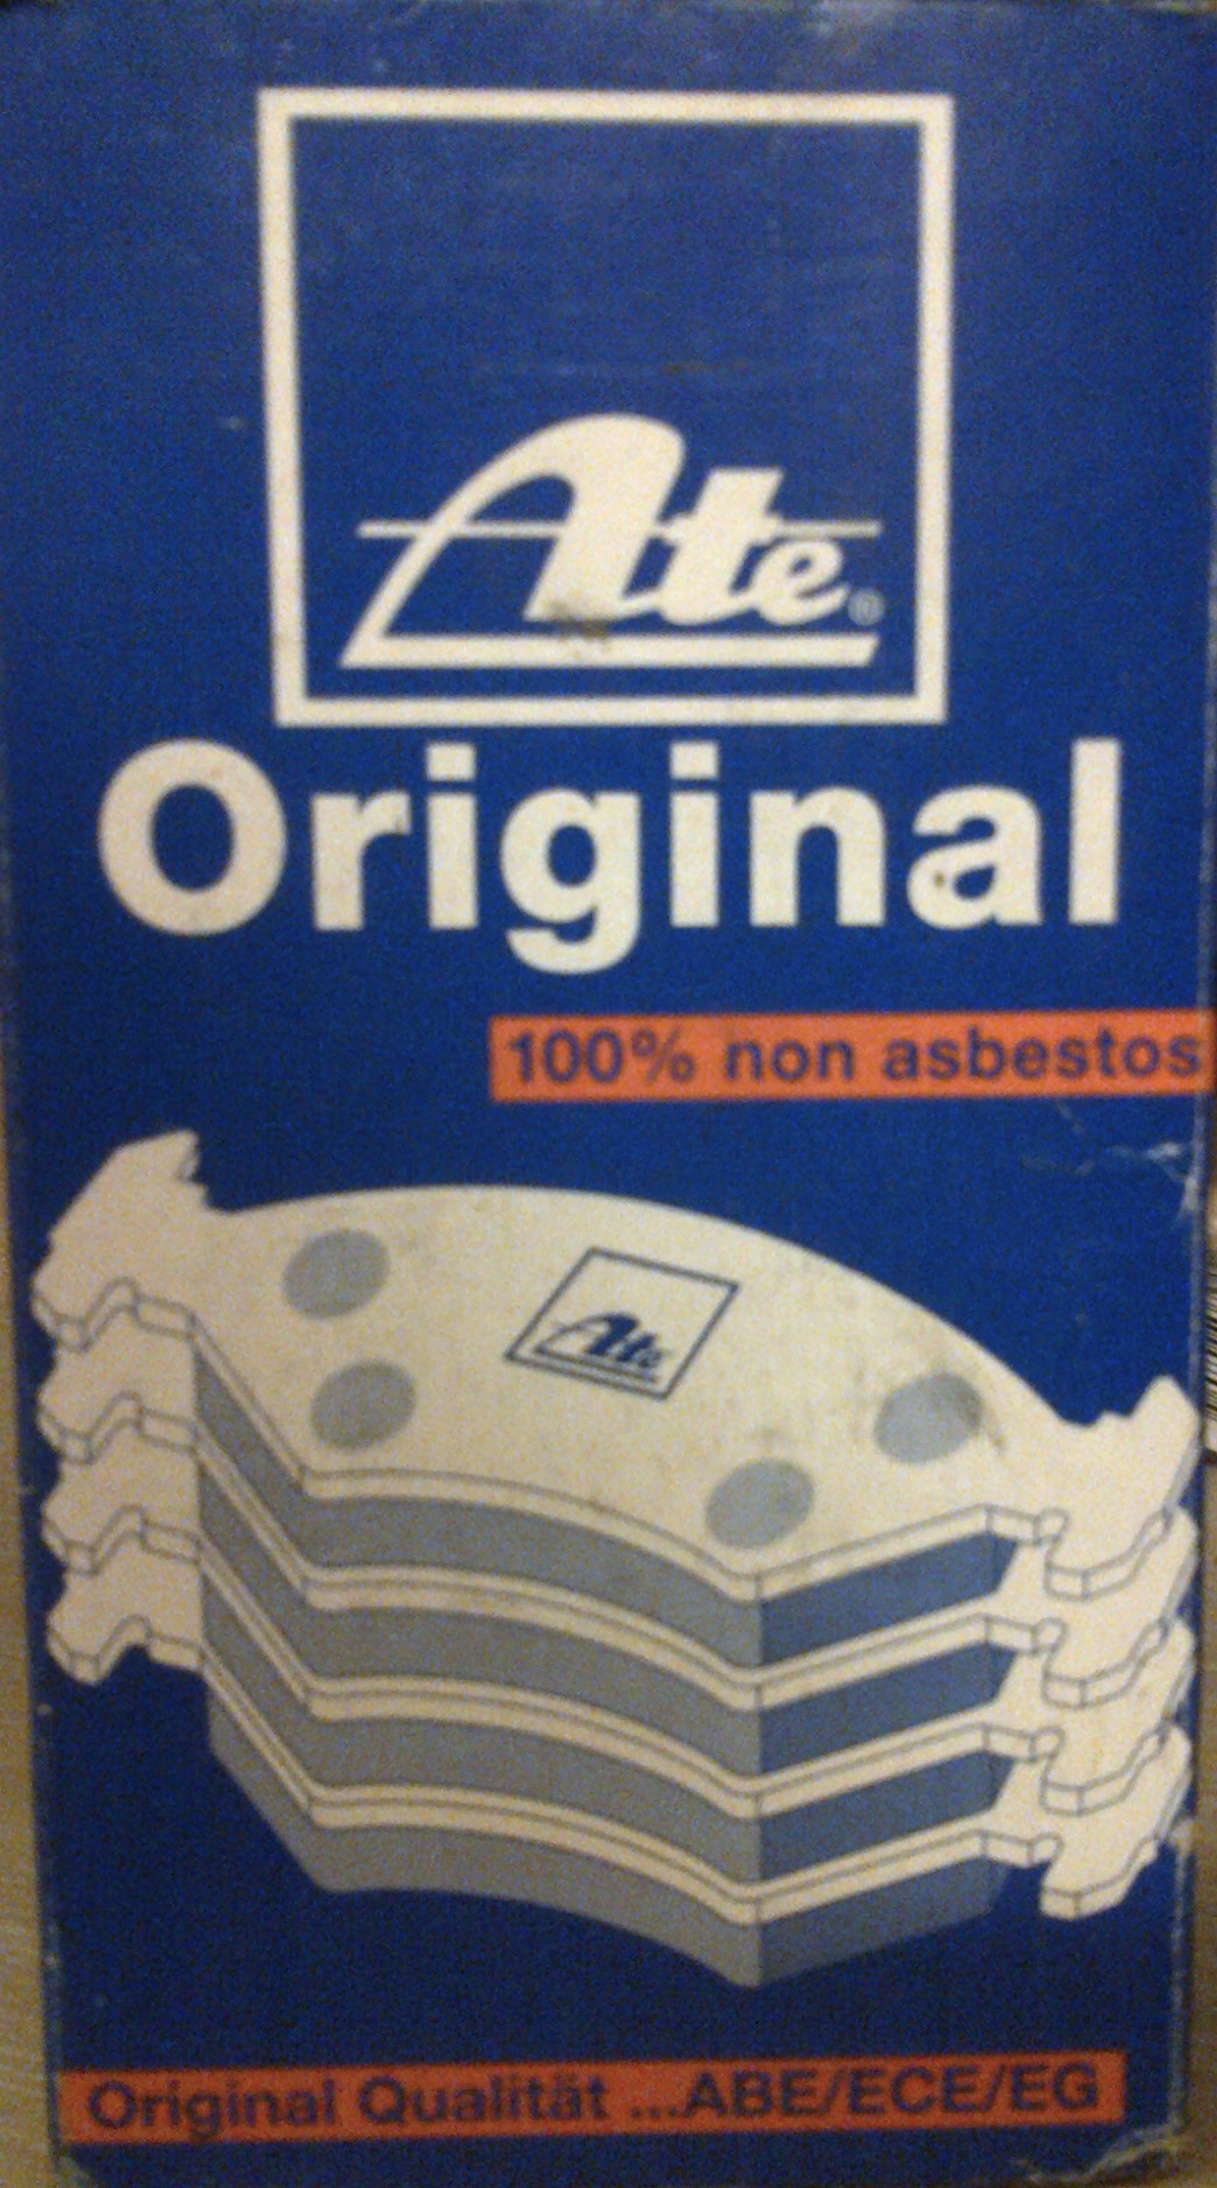 Ate®
Original
100% non asbestos
Ate
Original Qualität ...ABE/ECE/EG